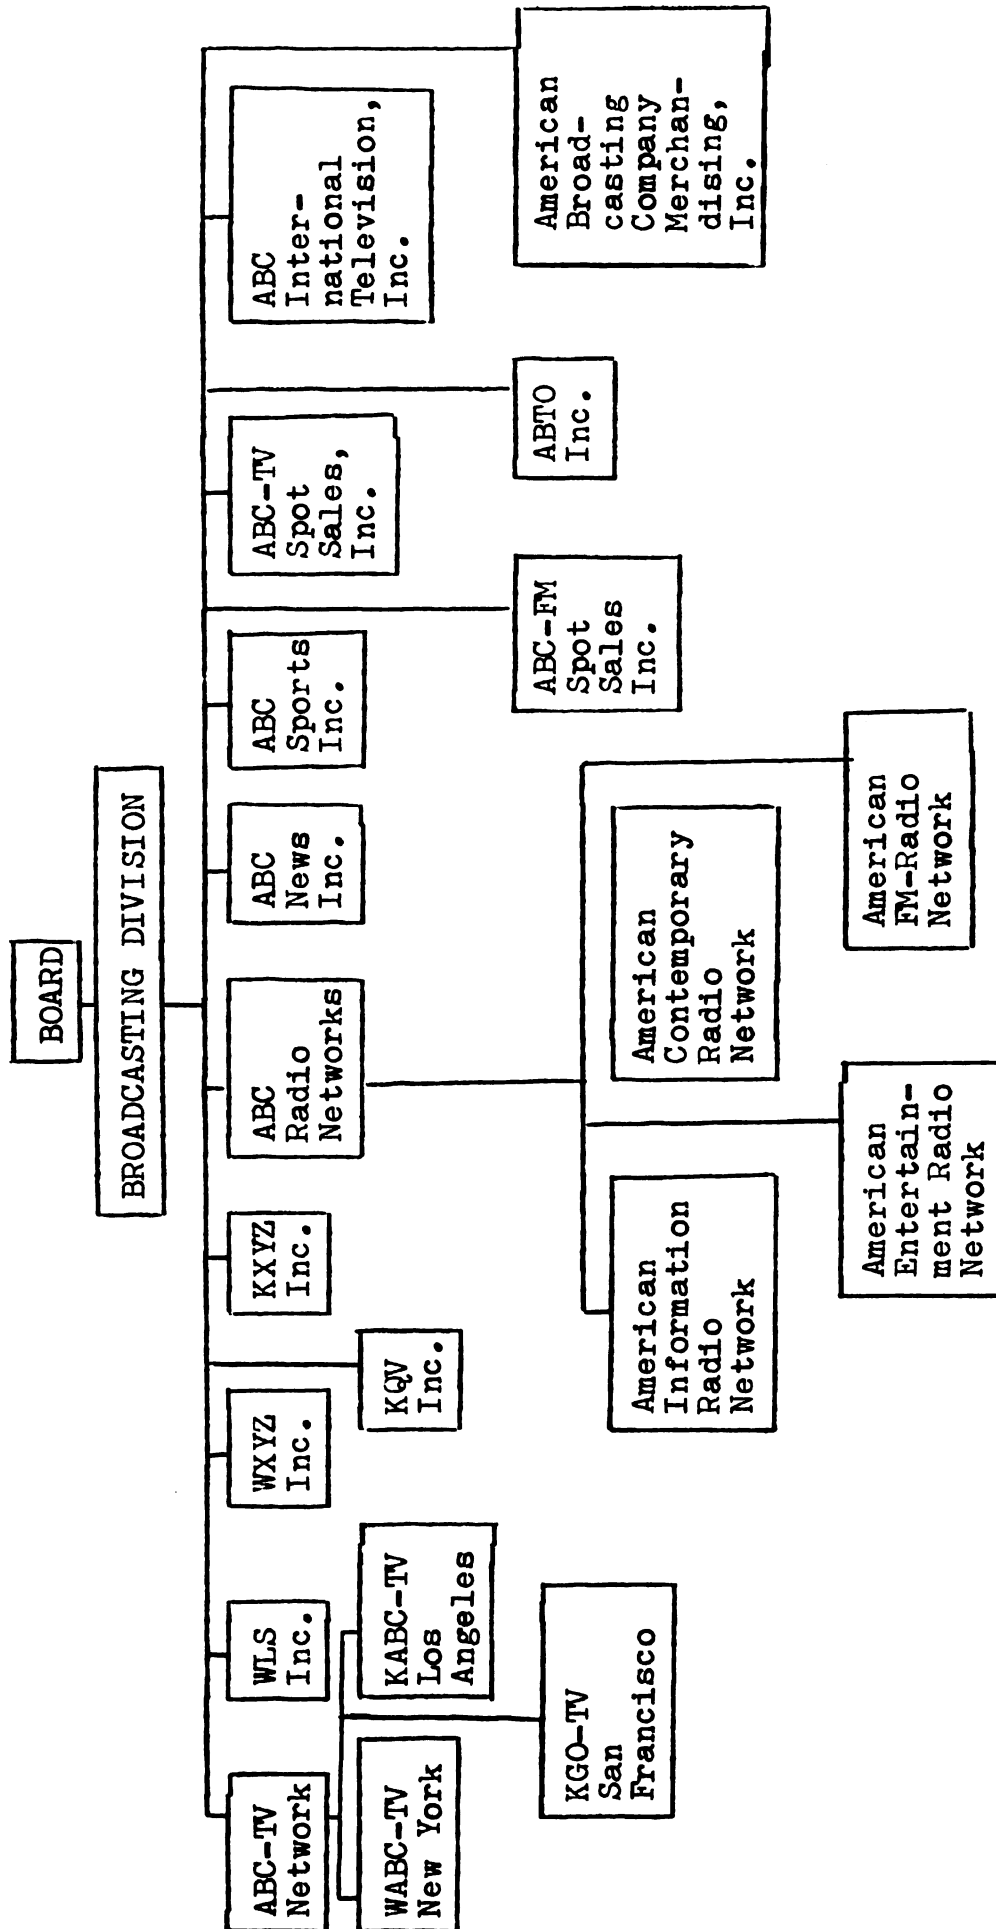 BOARD
BROADCASTING DIVISION
ABC-TV
Network
WLS
Inc.
WXYZ
Inc.
KXYZ
Inc.
ABC
Radio
Networks
ABC
News
Inc.
ABC
Sports
Inc.
ABC-TV
Spot
Sales,
Inc.
ABC
Inter-
national
Television,
Inc.
WABC-TV
New York
KABC-TV
Los
Angeles
KQV
Inc.
KGO-TV
San
Francisco
ABC-FM
Spot
Sales
Inc.
ABTO
Inc.
American
Broad-
casting
Company
Merchan-
dising,
Inc.
American
Information
Radio
Network
American
Contemporary
Radio
Network
American
Entertain-
ment Radio
Network
American
FM-Radio
Network